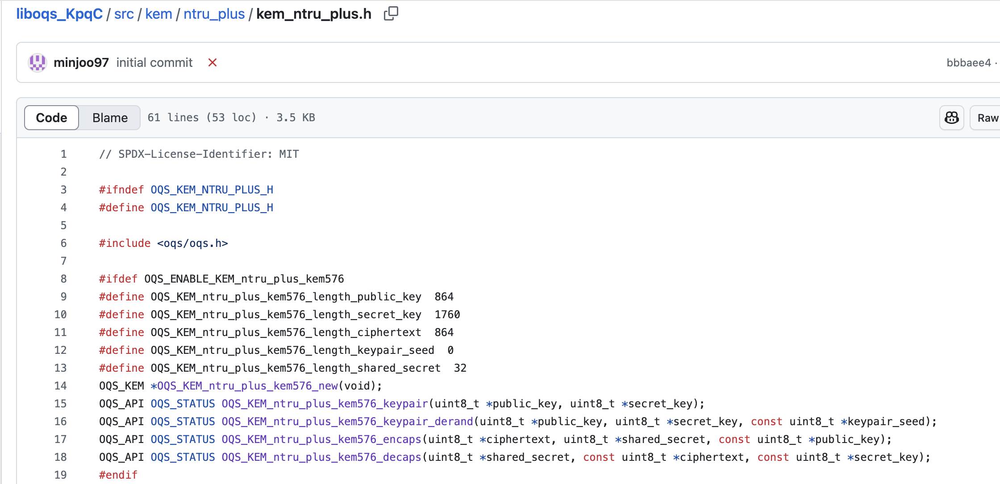 liboqs_KpqC / src / kem / ntru_plus / kem_ntru_plus.h
minjoo97 initial commit bbbaee4 ·
Code Blame 61 lines (53 loc) · 3.5 KB Raw
1 // SPDX-License-Identifier: MIT
2
3 #ifndef OQS_KEM_NTRU_PLUS_H
4 #define OQS_KEM_NTRU_PLUS_H
5
6 #include <oqs/oqs.h>
7
8 #ifdef OQS_ENABLE_KEM_ntru_plus_kem576
9 #define OQS_KEM_ntru_plus_kem576_length_public_key  864
10 #define OQS_KEM_ntru_plus_kem576_length_secret_key  1760
11 #define OQS_KEM_ntru_plus_kem576_length_ciphertext  864
12 #define OQS_KEM_ntru_plus_kem576_length_keypair_seed  0
13 #define OQS_KEM_ntru_plus_kem576_length_shared_secret  32
14 OQS_KEM *OQS_KEM_ntru_plus_kem576_new(void);
15 OQS_API OQS_STATUS OQS_KEM_ntru_plus_kem576_keypair(uint8_t *public_key, uint8_t *secret_key);
16 OQS_API OQS_STATUS OQS_KEM_ntru_plus_kem576_keypair_derand(uint8_t *public_key, uint8_t *secret_key, const uint8_t *keypair_seed);
17 OQS_API OQS_STATUS OQS_KEM_ntru_plus_kem576_encaps(uint8_t *ciphertext, uint8_t *shared_secret, const uint8_t *public_key);
18 OQS_API OQS_STATUS OQS_KEM_ntru_plus_kem576_decaps(uint8_t *shared_secret, const uint8_t *ciphertext, const uint8_t *secret_key);
19 #endif